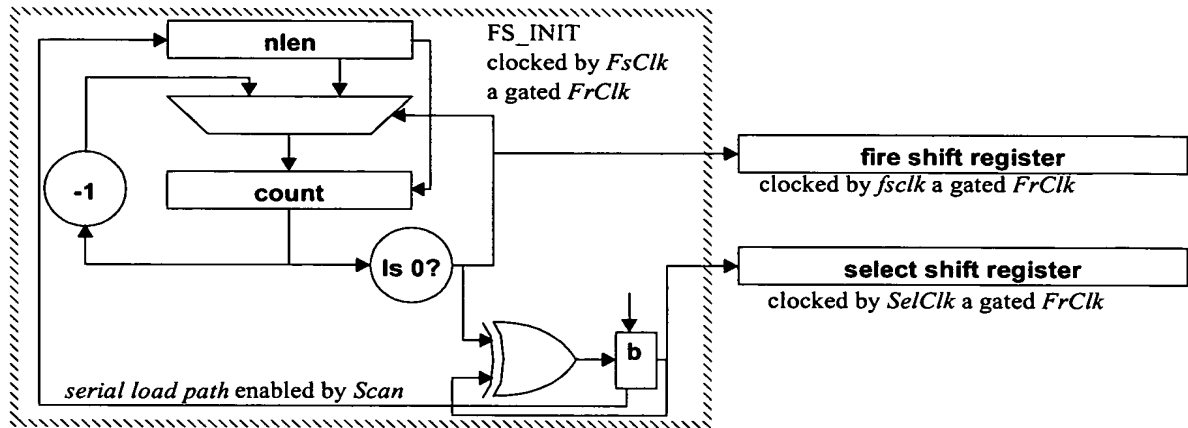 nlen
FS_INIT
clocked by FsClk
a gated FrClk
-1
count
Is 0?
fire shift register
clocked by fsclk a gated FrClk
select shift register
clocked by SelClk a gated FrClk
b
serial load path enabled by Scan